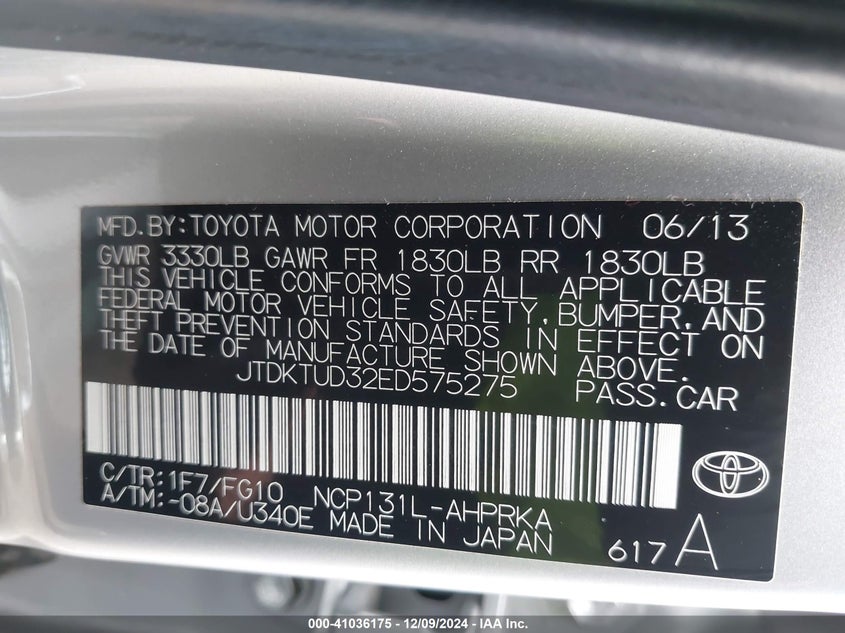 MFD.BY:TOYOTA MOTOR CORPORATION 06/13
GVWR 3330LB GAWR FR 1830LB RR 1830LB
THIS VEHICLE CONFORMS TO ALL APPLICABLE
FEDERAL MOTOR VEHICLE SAFETY,BUMPER,AND
THEFT PREVENTION STANDARDS IN EFFECT ON
THE DATE OF MANUFACTURE SHOWN ABOVE.
JTDKTUD32ED575275 PASS.CAR
C/TR:1F7/FG10 NCP131L-AHPRKA
A/TM:-08A/U340E MADE IN JAPAN 617A
000-41036175 - 12/09/2024 - IAA Inc.